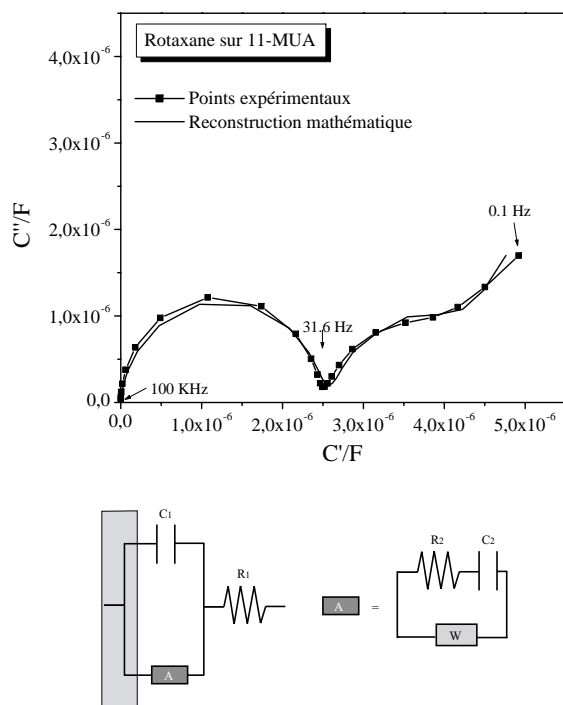 Rotaxane sur 11-MUA
Points expérimentaux
Reconstruction mathématique
4,0x10⁻⁶
3,0x10⁻⁶
2,0x10⁻⁶
1,0x10⁻⁶
0,0
C''/F
0.1 Hz
31.6 Hz
100 KHz
0,0 1,0x10⁻⁶ 2,0x10⁻⁶ 3,0x10⁻⁶ 4,0x10⁻⁶ 5,0x10⁻⁶
C'/F
C1
R1
A
A =
R2 C2
W